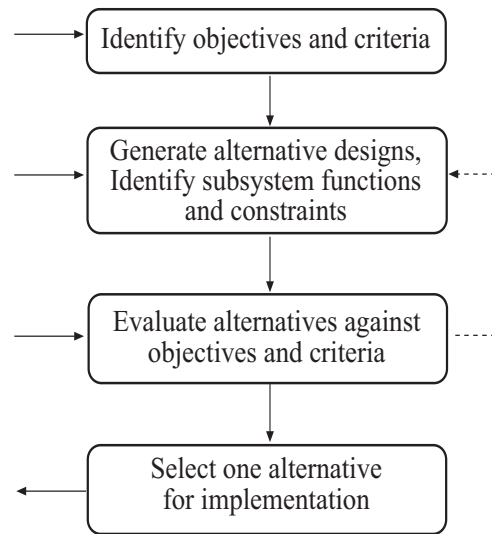 Identify objectives and criteria
Generate alternative designs,
Identify subsystem functions
and constraints
Evaluate alternatives against
objectives and criteria
Select one alternative
for implementation